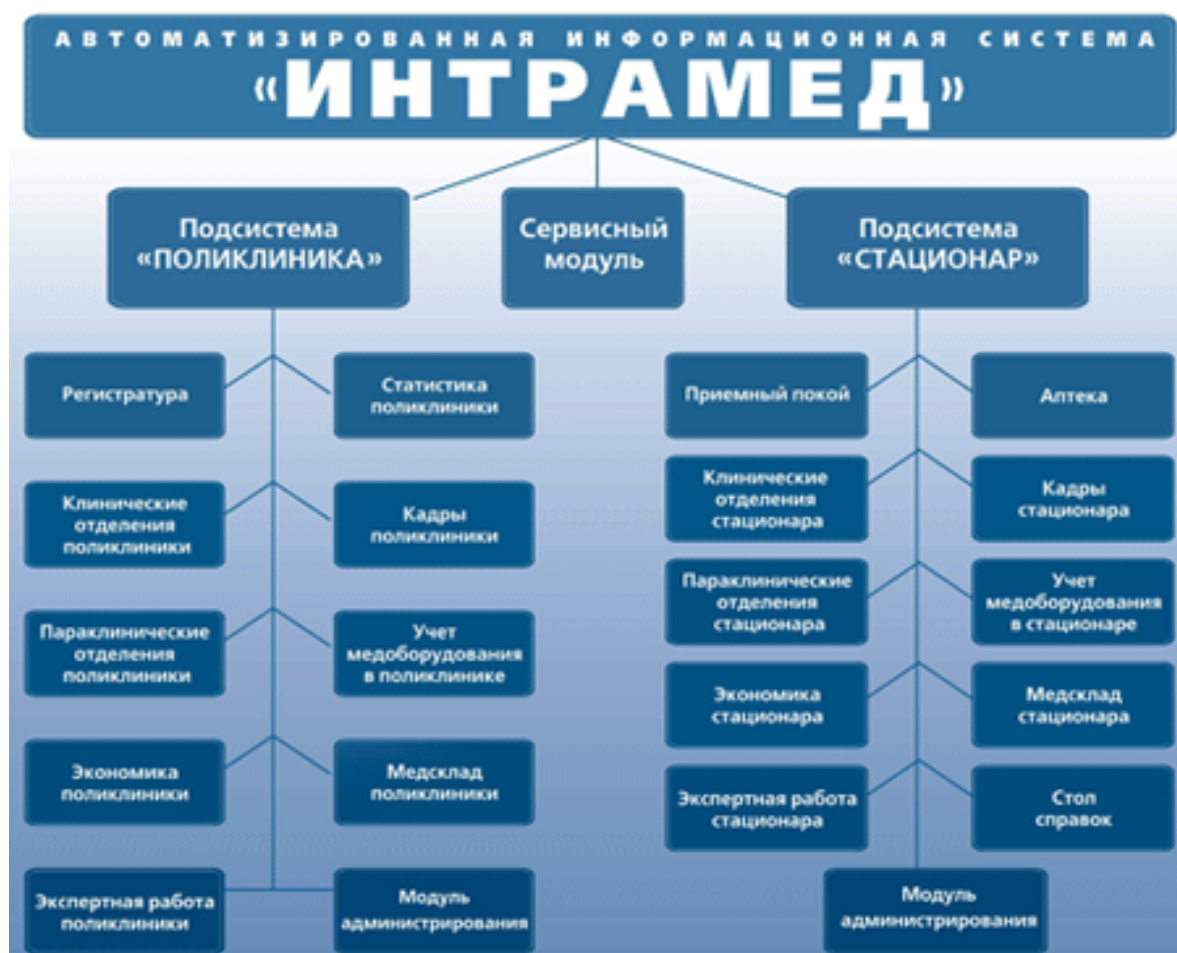 АВТОМАТИЗИРОВАННАЯ ИНФОРМАЦИОННАЯ СИСТЕМА
«ИНТРАМЕД»
Подсистема
«ПОЛИКЛИНИКА»
Сервисный
модуль
Подсистема
«СТАЦИОНАР»
Регистратура
Статистика
поликлиники
Клинические
отделения
поликлиники
Кадры
поликлиники
Параклинические
отделения
поликлиники
Учет
медоборудования
в поликлинике
Экономика
поликлиники
Медсклад
поликлиники
Экспертная работа
поликлиники
Модуль
администрирования
Приемный покой
Аптека
Клинические
отделения
стационара
Кадры
стационара
Параклинические
отделения
стационара
Учет
медоборудования
в стационаре
Экономика
стационара
Медсклад
стационара
Экспертная работа
стационара
Стол
справок
Модуль
администрирования